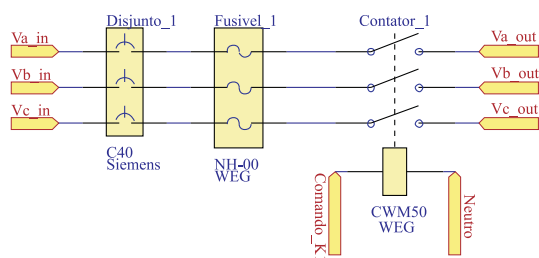 Disjunto_1
Fusivel_1
Contator_1
Va_in
Va_out
Vb_in
Vb_out
Vc_in
Vc_out
C40
Siemens
NH-00
WEG
Comando_K
CWM50
WEG
Neutro